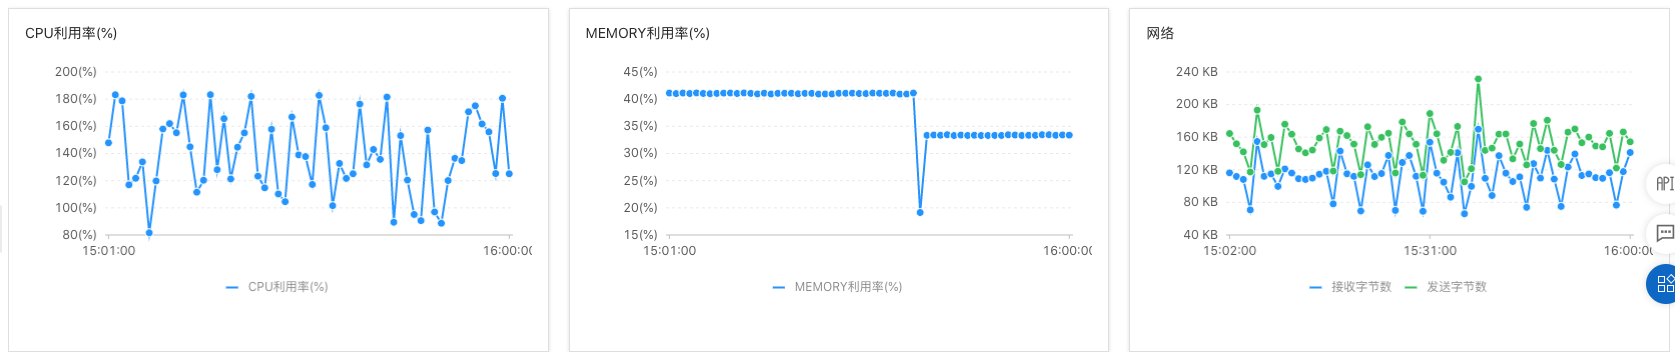 CPU利用率(%)
200(%)
180(%)
160(%)
140(%)
120(%)
100(%)
80(%)
15:01:00
16:00:00
CPU利用率(%)
MEMORY利用率(%)
45(%)
40(%)
35(%)
30(%)
25(%)
20(%)
15(%)
15:01:00
16:00:00
MEMORY利用率(%)
网络
240 KB
200 KB
160 KB
120 KB
80 KB
40 KB
15:02:00
15:31:00
16:00:00
接收字节数
发送字节数
API